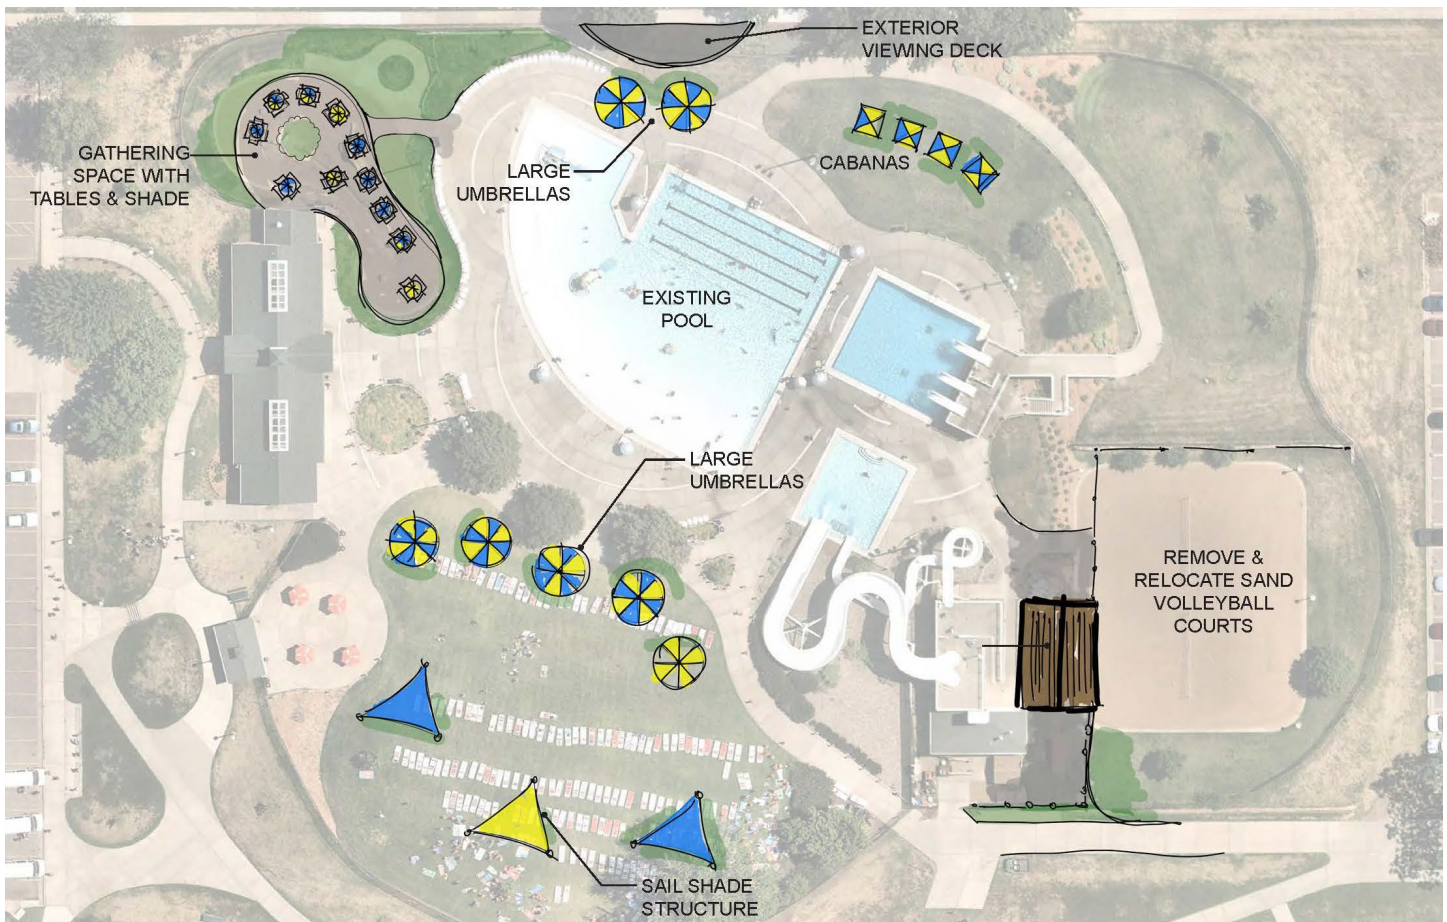 EXTERIOR
VIEWING DECK
GATHERING
SPACE WITH
TABLES & SHADE
LARGE
UMBRELLAS
CABANAS
EXISTING
POOL
LARGE
UMBRELLAS
REMOVE &
RELOCATE SAND
VOLLEYBALL
COURTS
SAIL SHADE
STRUCTURE